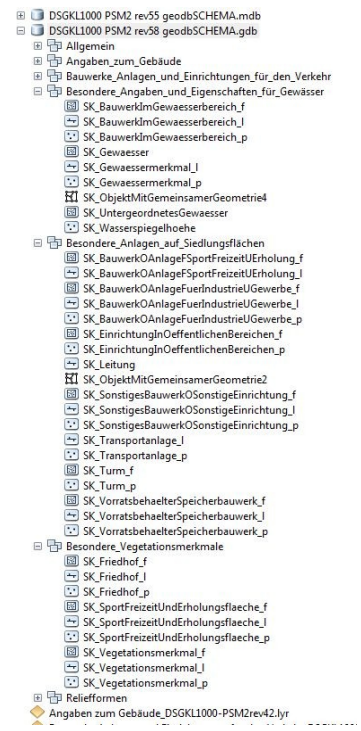 DSGKL1000 PSM2 rev55 geodbSCHEMA.mdb
DSGKL1000 PSM2 rev58 geodbSCHEMA.gdb
Allgemein
Angaben_zum_Gebäude
Bauwerke_Anlagen_und_Einrichtungen_für_den_Verkehr
Besondere_Angaben_und_Eigenschaften_für_Gewässer
SK_BauwerkImGewaesserbereich_f
SK_BauwerkImGewaesserbereich_l
SK_BauwerkImGewaesserbereich_p
SK_Gewaesser
SK_Gewaessermerkmal_l
SK_Gewaessermerkmal_p
SK_ObjektMitGemeinsamerGeometrie4
SK_UntergeordnetesGewaesser
SK_Wasserspiegelhoehe
Besondere_Anlagen_auf_Siedlungsflächen
SK_BauwerkOAnlageFSportFreizeitUErholung_f
SK_BauwerkOAnlageFSportFreizeitUErholung_l
SK_BauwerkOAnlageFuerIndustrieUGewerbe_f
SK_BauwerkOAnlageFuerIndustrieUGewerbe_l
SK_BauwerkOAnlageFuerIndustrieUGewerbe_p
SK_EinrichtungInOeffentlichenBereichen_f
SK_EinrichtungInOeffentlichenBereichen_p
SK_Leitung
SK_ObjektMitGemeinsamerGeometrie2
SK_SonstigesBauwerkOSonstigeEinrichtung_f
SK_SonstigesBauwerkOSonstigeEinrichtung_l
SK_SonstigesBauwerkOSonstigeEinrichtung_p
SK_Transportanlage_l
SK_Transportanlage_p
SK_Turm_f
SK_Turm_p
SK_VorratsbehaelterSpeicherbauwerk_f
SK_VorratsbehaelterSpeicherbauwerk_l
SK_VorratsbehaelterSpeicherbauwerk_p
Besondere_Vegetationsmerkmale
SK_Friedhof_f
SK_Friedhof_l
SK_Friedhof_p
SK_SportFreizeitUndErholungsflaeche_f
SK_SportFreizeitUndErholungsflaeche_l
SK_SportFreizeitUndErholungsflaeche_p
SK_Vegetationsmerkmal_f
SK_Vegetationsmerkmal_l
SK_Vegetationsmerkmal_p
Reliefformen
Angaben zum Gebäude_DSGKL1000-PSM2rev42.lyr